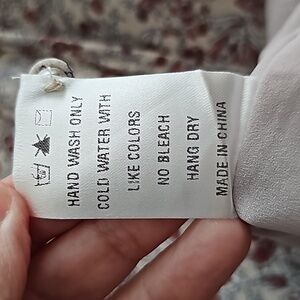 HAND WASH ONLY
COLD WATER WITH
LIKE COLORS
NO BLEACH
HANG DRY
MADE IN CHINA